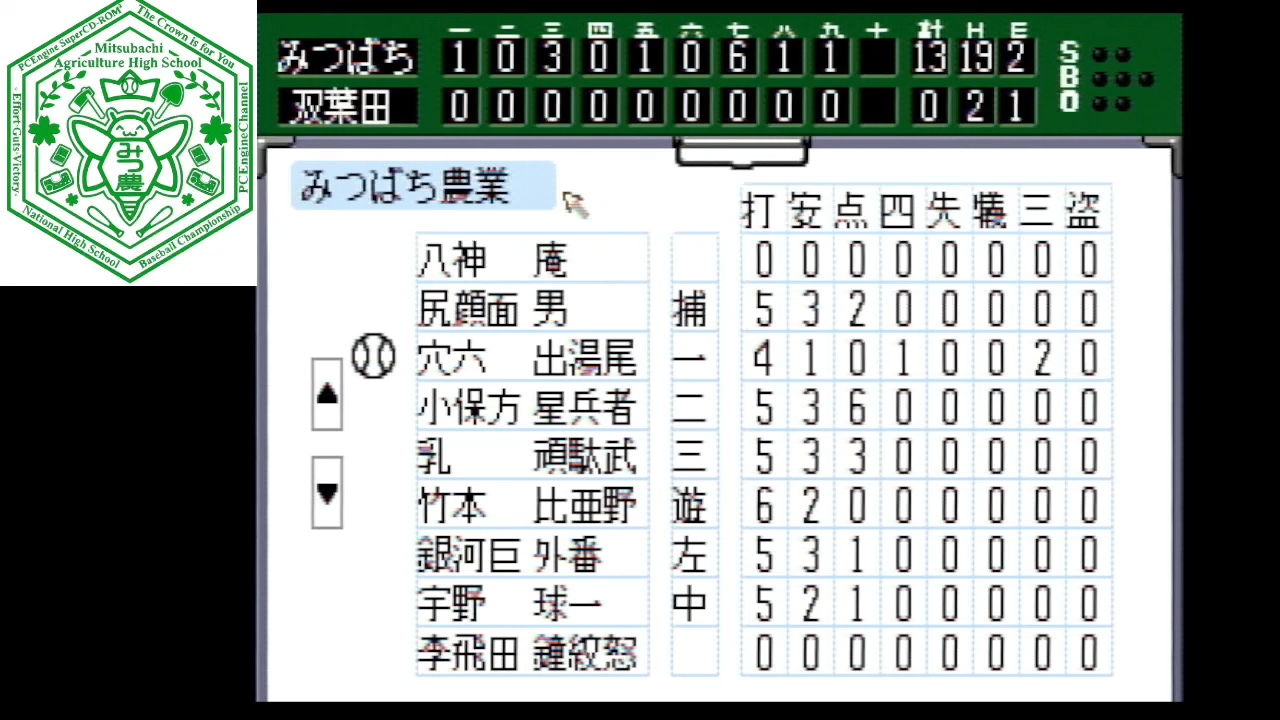 PCEngine SuperCD-ROM²
The Crown is for You
Mitsubachi
Agriculture High School
-Effort·Guts·Victory-
PCEngineChannel
みつ農
National High School
Baseball Championship
一 二 三 四 五 六 七 八 九 十 計 H E
みつばち 1 0 3 0 1 0 6 1 1 13 19 2
双葉田 0 0 0 0 0 0 0 0 0 0 2 1
S
B
O
みつばち農業
打 安 点 四 失 犠 三 盗
八神 庵 0 0 0 0 0 0 0 0
尻顔面 男 捕 5 3 2 0 0 0 0 0
穴六 出湯尾 一 4 1 0 1 0 0 2 0
小保方 星兵者 二 5 3 6 0 0 0 0 0
乳 頑駄武 三 5 3 3 0 0 0 0 0
竹本 比亜野 遊 6 2 0 0 0 0 0 0
銀河巨 外番 左 5 3 1 0 0 0 0 0
宇野 球一 中 5 2 1 0 0 0 0 0
李飛田 鐘紋怒 0 0 0 0 0 0 0 0